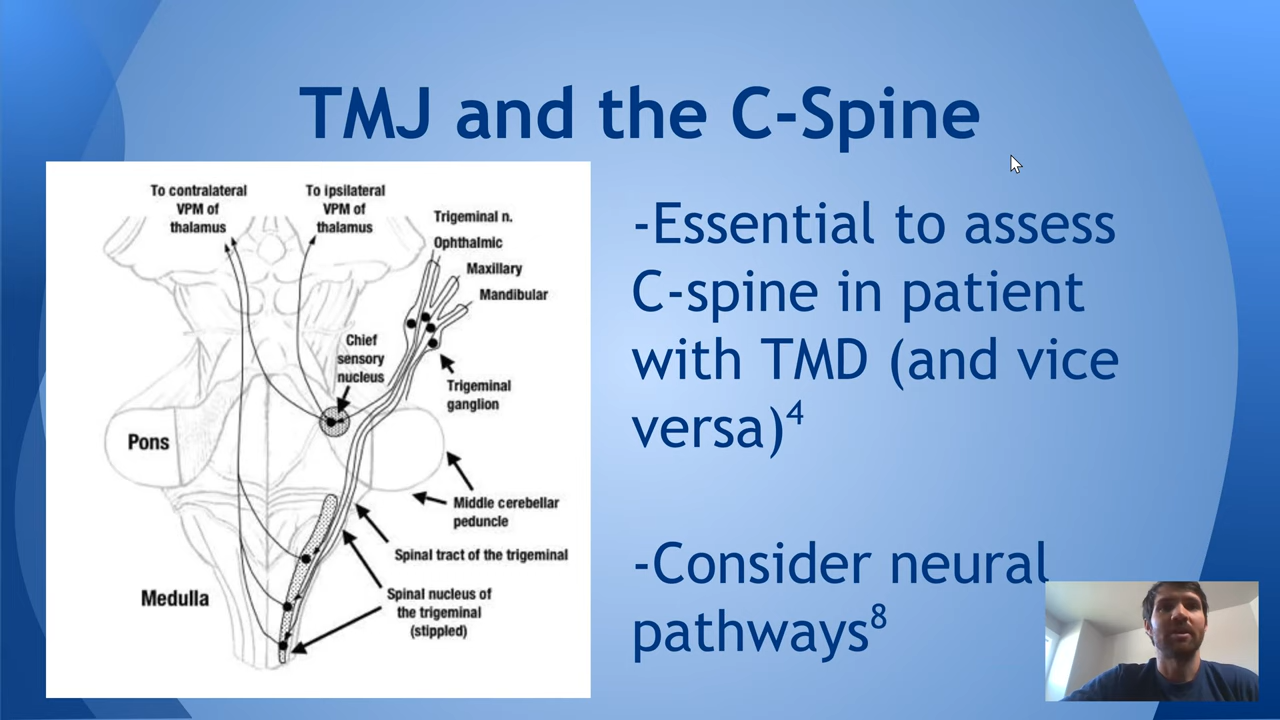 TMJ and the C-Spine
To contralateral
VPM of
thalamus
To ipsilateral
VPM of
thalamus
Trigeminal n.
Ophthalmic
Maxillary
Mandibular
Chief
sensory
nucleus
Trigeminal
ganglion
Pons
Middle cerebellar
peduncle
Spinal tract of the trigeminal
Medulla
Spinal nucleus of
the trigeminal
(stippled)
-Essential to assess
C-spine in patient
with TMD (and vice
versa)⁴
-Consider neural
pathways⁸